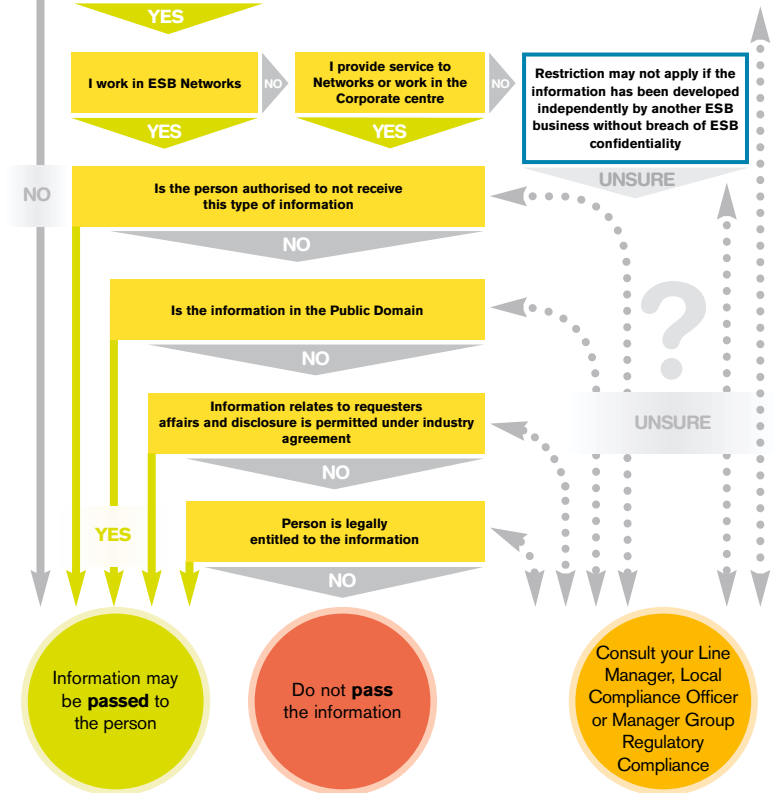 YES
I work in ESB Networks
NO
I provide service to
Networks or work in the
Corporate centre
NO
Restriction may not apply if the
information has been developed
independently by another ESB
business without breach of ESB
confidentiality
YES
YES
UNSURE
NO
Is the person authorised to not receive
this type of information
NO
Is the information in the Public Domain
NO
?
Information relates to requesters
affairs and disclosure is permitted under industry
agreement
UNSURE
NO
YES
Person is legally
entitled to the information
NO
Information may
be passed to
the person
Do not pass
the information
Consult your Line
Manager, Local
Compliance Officer
or Manager Group
Regulatory
Compliance